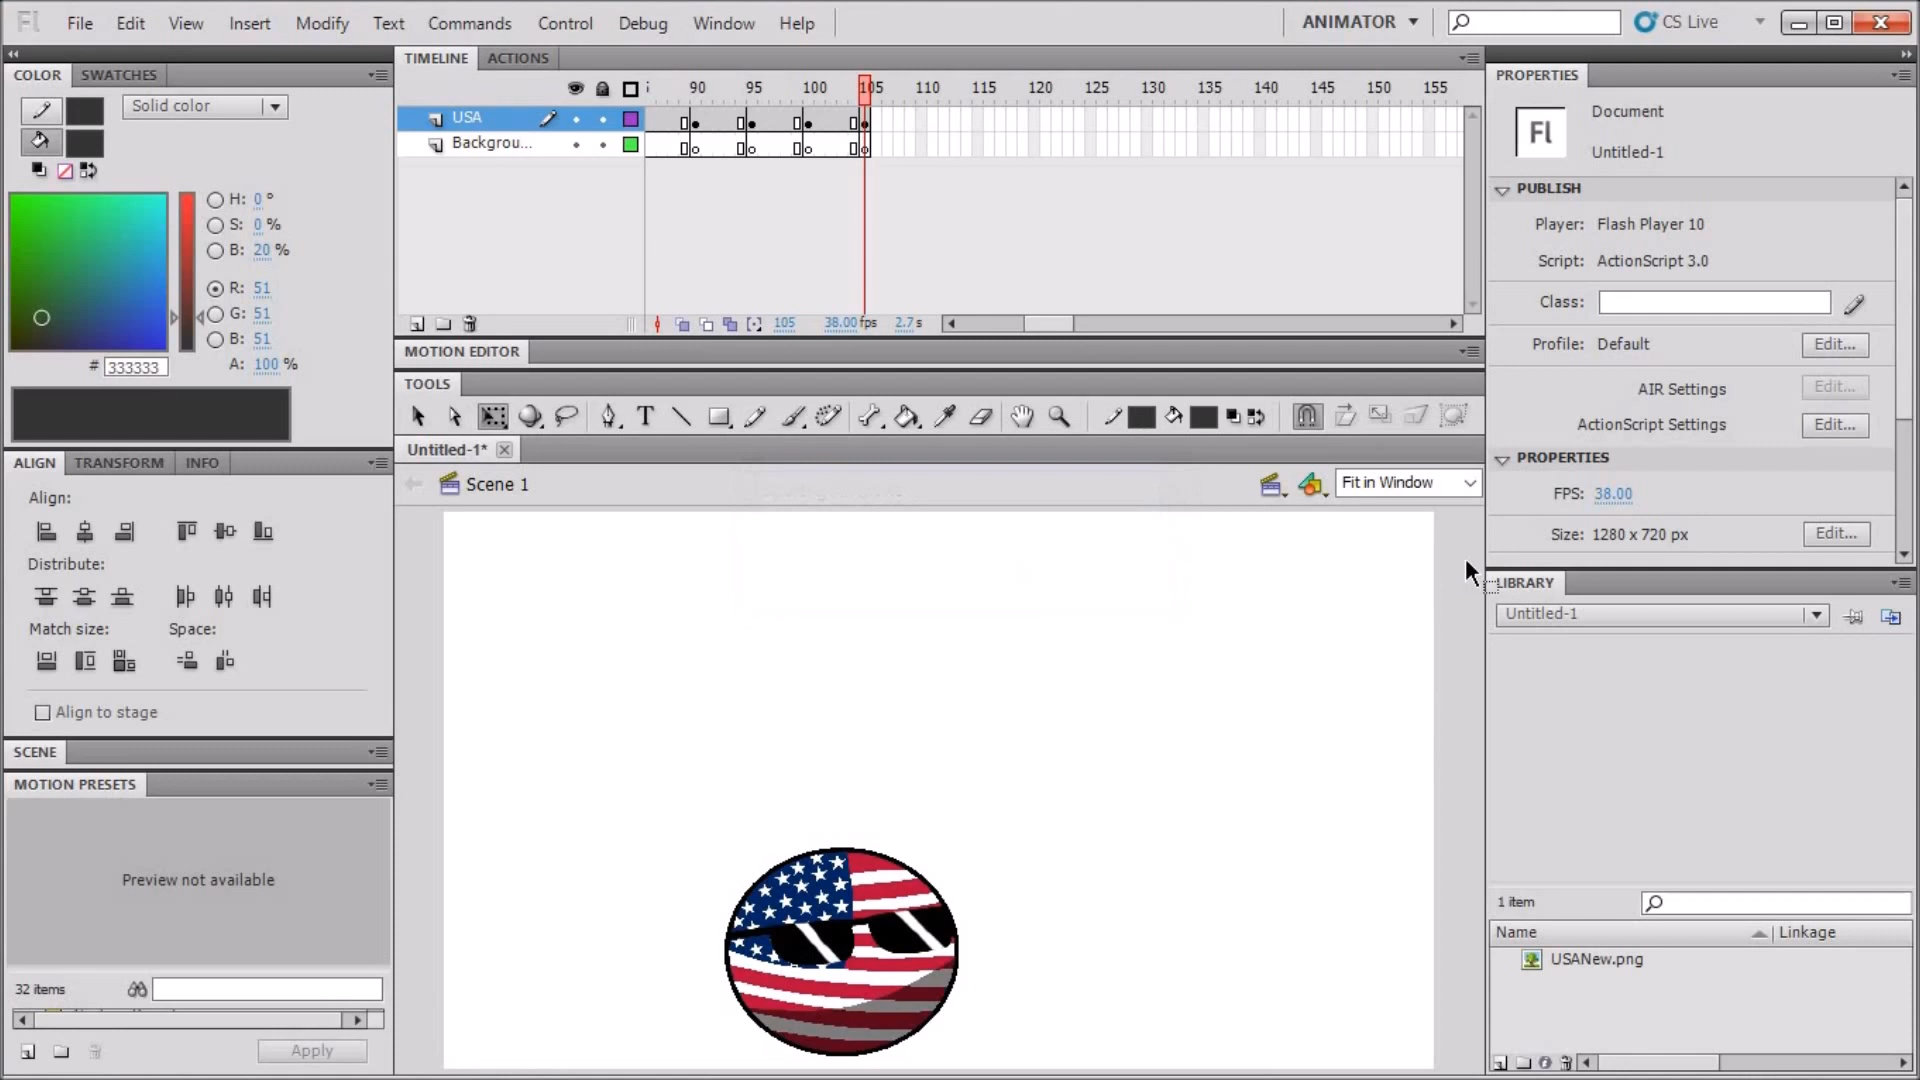 Fl File Edit View Insert Modify Text Commands Control Debug Window Help ANIMATOR CS Live
COLOR SWATCHES
Solid color
H: 0 °
S: 0 %
B: 20 %
R: 51
G: 51
B: 51
# 333333 A: 100 %
ALIGN TRANSFORM INFO
Align:
Distribute:
Match size: Space:
Align to stage
SCENE
MOTION PRESETS
Preview not available
32 items
Apply
TIMELINE ACTIONS
90 95 100 105 110 115 120 125 130 135 140 145 150 155
USA
Backgrou...
105 38.00 fps 2.7 s
MOTION EDITOR
TOOLS
T
Untitled-1*
Scene 1 Fit in Window
PROPERTIES
Fl Document
Untitled-1
PUBLISH
Player: Flash Player 10
Script: ActionScript 3.0
Class:
Profile: Default Edit...
AIR Settings Edit...
ActionScript Settings Edit...
PROPERTIES
FPS: 38.00
Size: 1280 x 720 px Edit...
LIBRARY
Untitled-1
1 item
Name Linkage
USANew.png